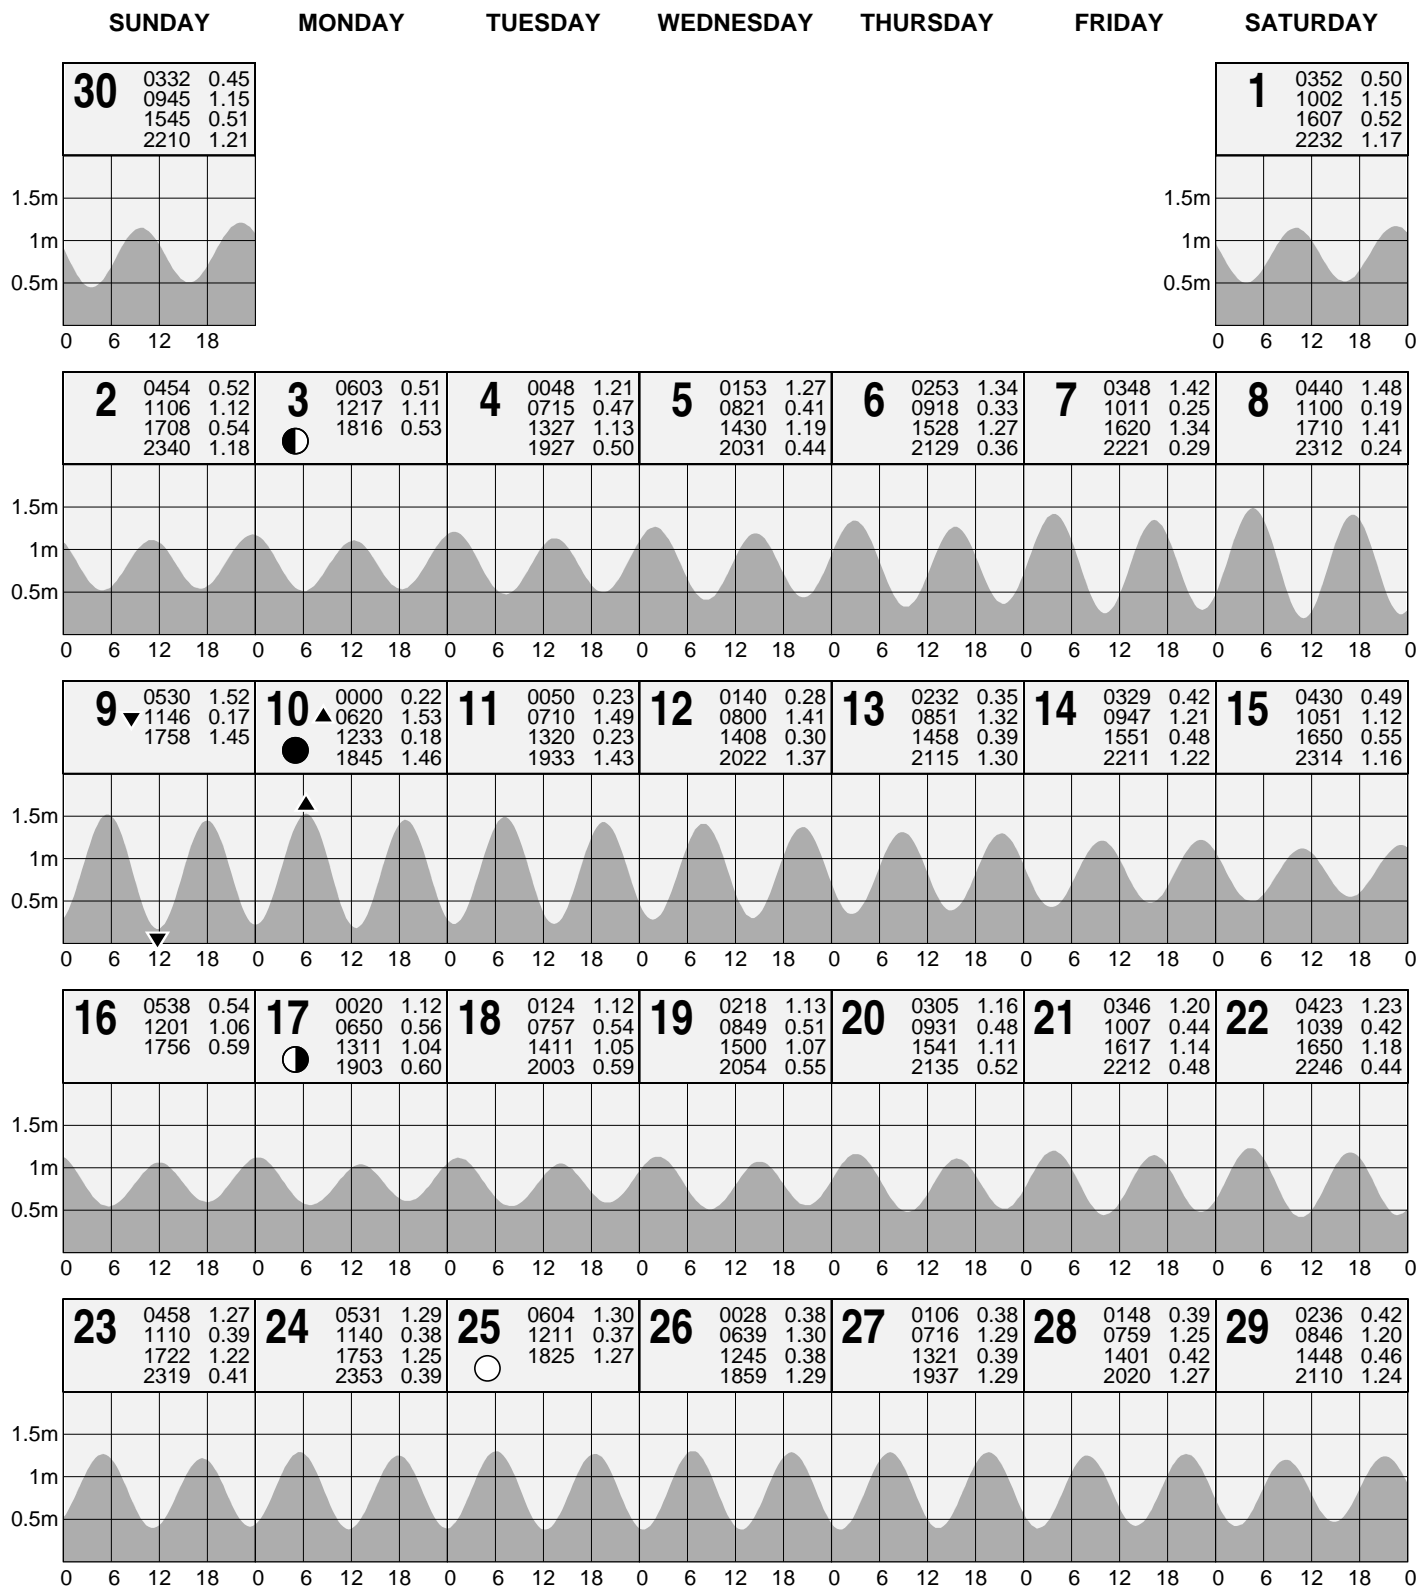 SUNDAY MONDAY TUESDAY WEDNESDAY THURSDAY FRIDAY SATURDAY
30 0332 0.45
0945 1.15
1545 0.51
2210 1.21
1 0352 0.50
1002 1.15
1607 0.52
2232 1.17
1.5m 1.5m
1m 1m
0.5m 0.5m
0 6 12 18 0 6 12 18 0
2 0454 0.52 3 0603 0.51 4 0048 1.21 5 0153 1.27 6 0253 1.34 7 0348 1.42 8 0440 1.48
1106 1.12 1217 1.11 0715 0.47 0821 0.41 0918 0.33 1011 0.25 1100 0.19
1708 0.54 1816 0.53 1327 1.13 1430 1.19 1528 1.27 1620 1.34 1710 1.41
2340 1.18 1927 0.50 2031 0.44 2129 0.36 2221 0.29 2312 0.24
1.5m
1m
0.5m
0 6 12 18 0 6 12 18 0 6 12 18 0 6 12 18 0 6 12 18 0 6 12 18 0 6 12 18 0
9 0530 1.52 10 0000 0.22 11 0050 0.23 12 0140 0.28 13 0232 0.35 14 0329 0.42 15 0430 0.49
1146 0.17 0620 1.53 0710 1.49 0800 1.41 0851 1.32 0947 1.21 1051 1.12
1758 1.45 1233 0.18 1320 0.23 1408 0.30 1458 0.39 1551 0.48 1650 0.55
1845 1.46 1933 1.43 2022 1.37 2115 1.30 2211 1.22 2314 1.16
1.5m
1m
0.5m
0 6 12 18 0 6 12 18 0 6 12 18 0 6 12 18 0 6 12 18 0 6 12 18 0 6 12 18 0
16 0538 0.54 17 0020 1.12 18 0124 1.12 19 0218 1.13 20 0305 1.16 21 0346 1.20 22 0423 1.23
1201 1.06 0650 0.56 0757 0.54 0849 0.51 0931 0.48 1007 0.44 1039 0.42
1756 0.59 1311 1.04 1411 1.05 1500 1.07 1541 1.11 1617 1.14 1650 1.18
1903 0.60 2003 0.59 2054 0.55 2135 0.52 2212 0.48 2246 0.44
1.5m
1m
0.5m
0 6 12 18 0 6 12 18 0 6 12 18 0 6 12 18 0 6 12 18 0 6 12 18 0 6 12 18 0
23 0458 1.27 24 0531 1.29 25 0604 1.30 26 0028 0.38 27 0106 0.38 28 0148 0.39 29 0236 0.42
1110 0.39 1140 0.38 1211 0.37 0639 1.30 0716 1.29 0759 1.25 0846 1.20
1722 1.22 1753 1.25 1825 1.27 1245 0.38 1321 0.39 1401 0.42 1448 0.46
2319 0.41 2353 0.39 1859 1.29 1937 1.29 2020 1.27 2110 1.24
1.5m
1m
0.5m
0 6 12 18 0 6 12 18 0 6 12 18 0 6 12 18 0 6 12 18 0 6 12 18 0 6 12 18 0